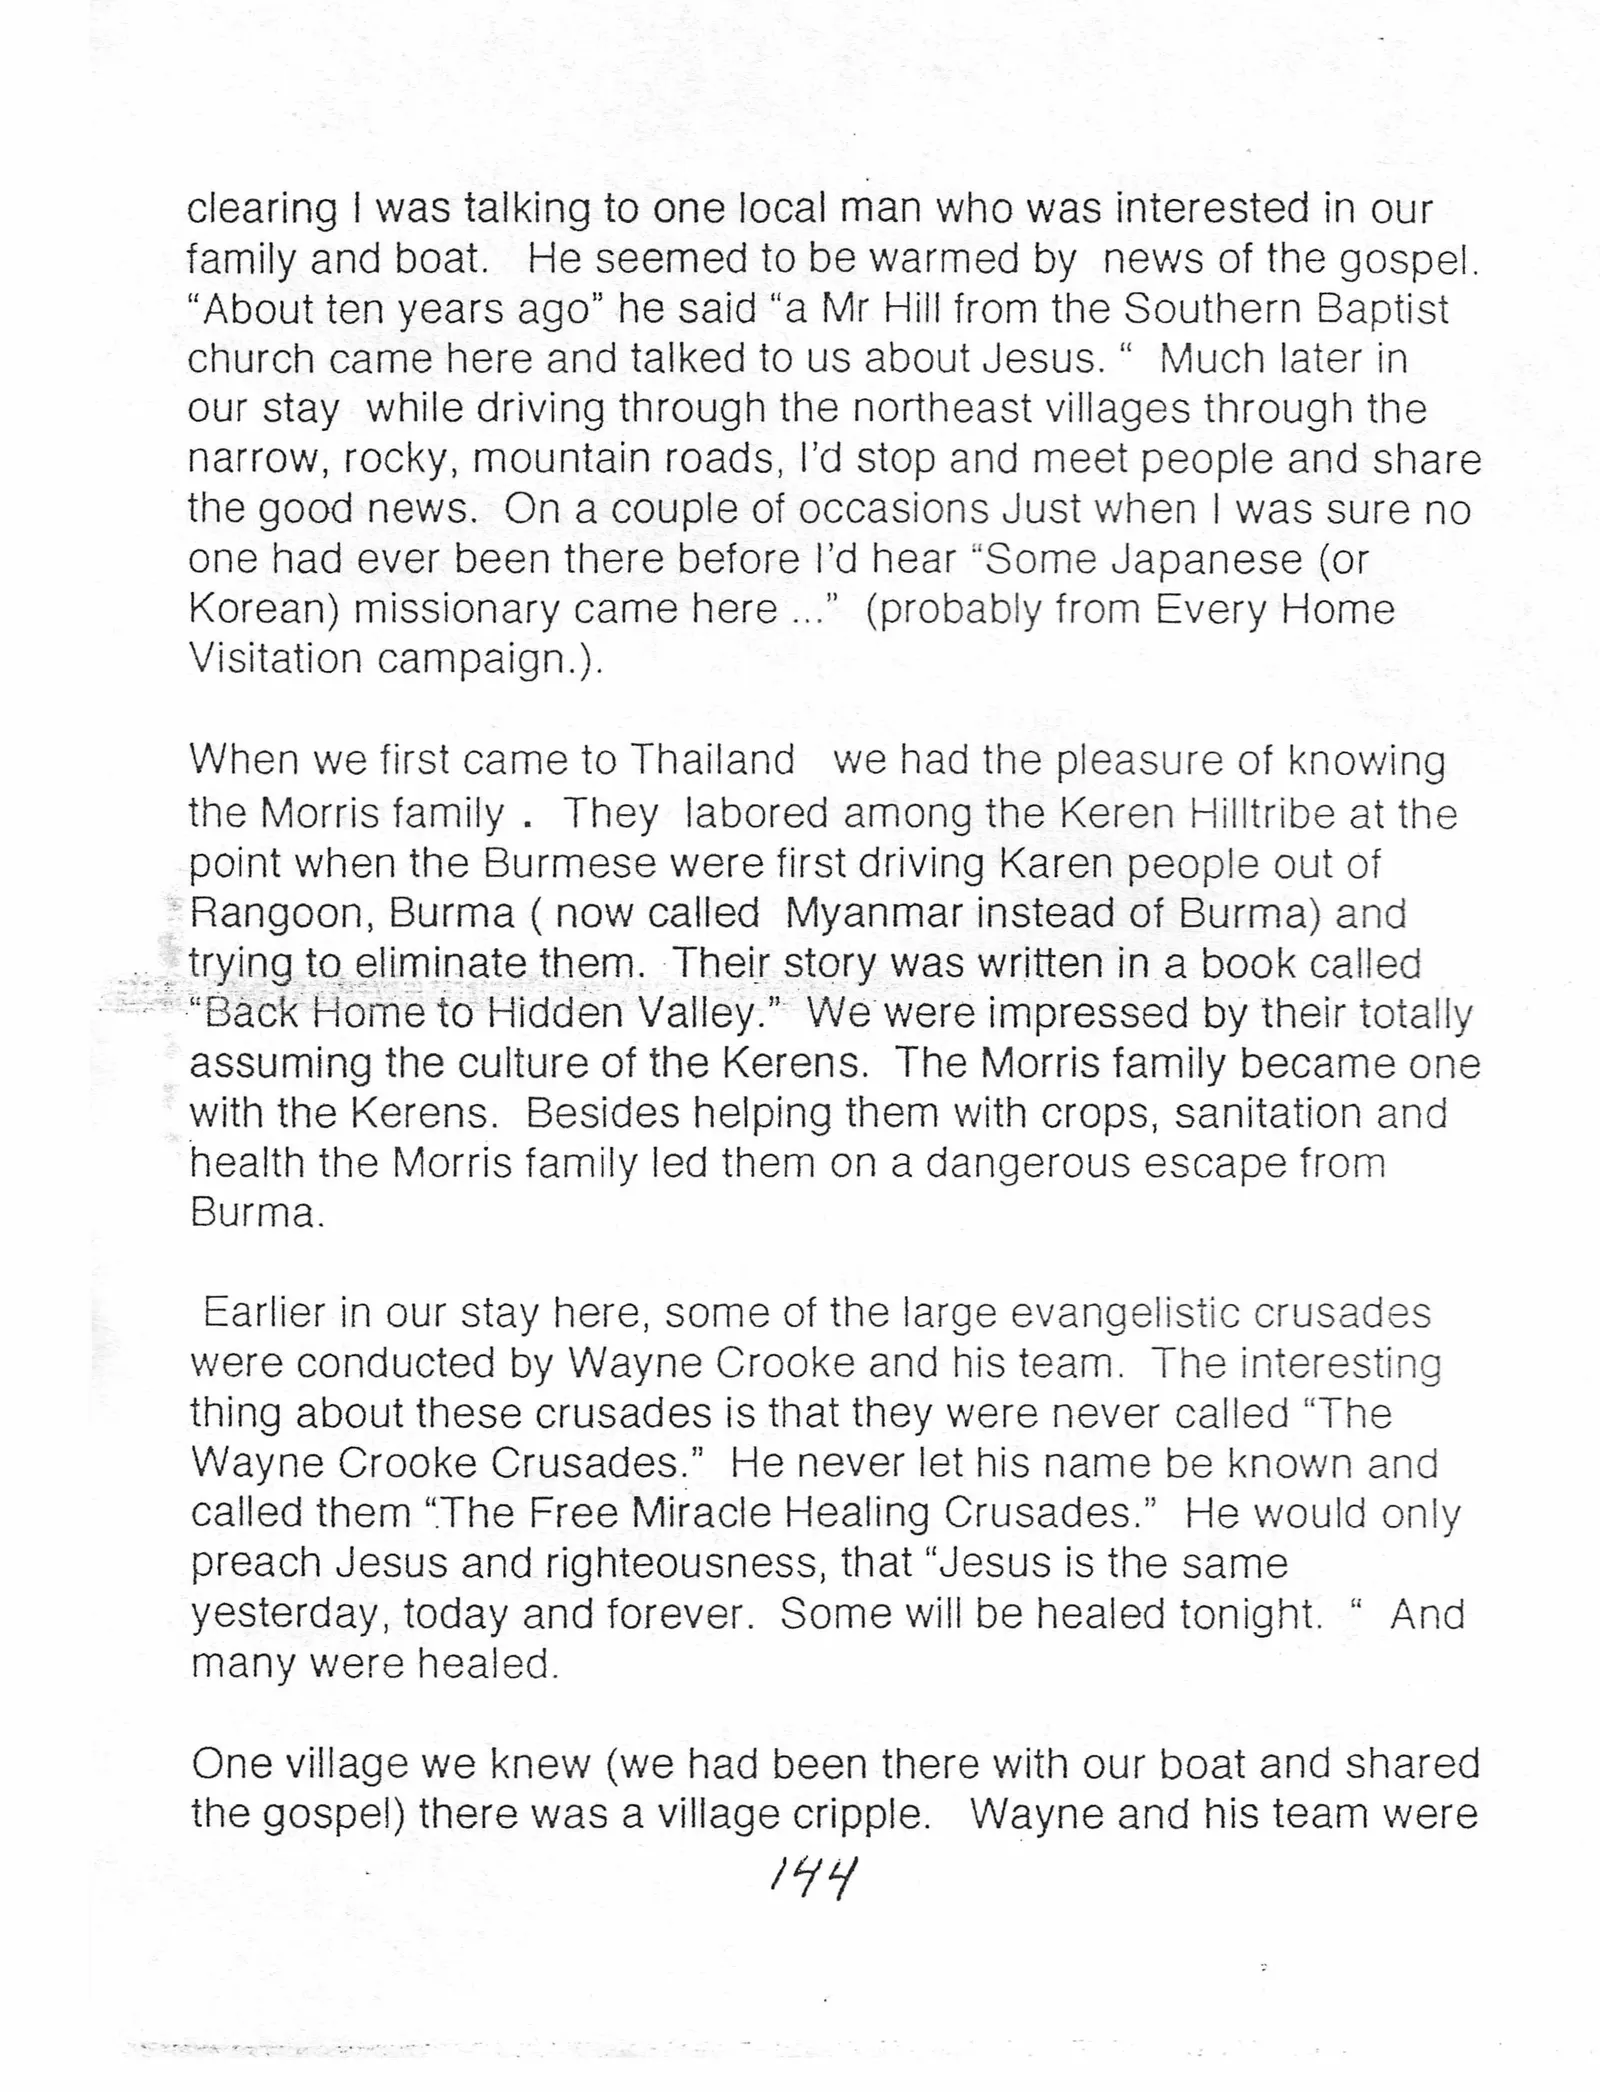 clearing I was talking to one local man who was interested in our
family and boat. He seemed to be warmed by news of the gospel.
“About ten years ago” he said “a Mr Hill from the Southern Baptist
church came here and talked to us about Jesus. “ Much later in
our stay while driving through the northeast villages through the
narrow, rocky, mountain roads, I’d stop and meet people and share
the good news. On a couple of occasions Just when I was sure no
one had ever been there before I’d hear “Some Japanese (or
Korean) missionary came here ...” (probably from Every Home
Visitation campaign.).
When we first came to Thailand we had the pleasure of knowing
the Morris family . They labored among the Keren Hilltribe at the
point when the Burmese were first driving Karen people out of
Rangoon, Burma ( now called Myanmar instead of Burma) and
trying to eliminate them. Their story was written in a book called
“Back Home to Hidden Valley.” We were impressed by their totally
assuming the culture of the Kerens. The Morris family became one
with the Kerens. Besides helping them with crops, sanitation and
health the Morris family led them on a dangerous escape from
Burma.
Earlier in our stay here, some of the large evangelistic crusades
were conducted by Wayne Crooke and his team. The interesting
thing about these crusades is that they were never called “The
Wayne Crooke Crusades.” He never let his name be known and
called them “The Free Miracle Healing Crusades.” He would only
preach Jesus and righteousness, that “Jesus is the same
yesterday, today and forever. Some will be healed tonight. “ And
many were healed.
One village we knew (we had been there with our boat and shared
the gospel) there was a village cripple. Wayne and his team were
144